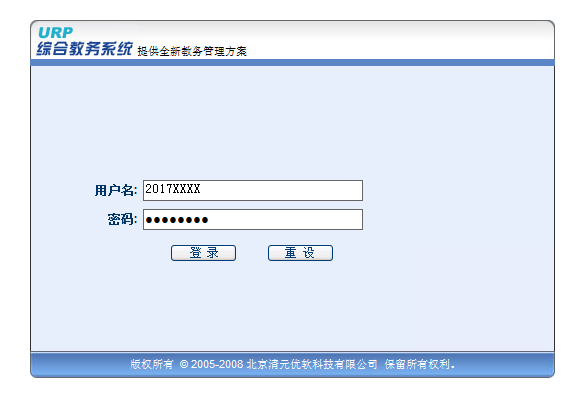 URP
综合教务系统 提供全新教务管理方案
用户名: 2017XXXX
密码: ●●●●●●●●
登 录 重 设
版权所有 © 2005-2008 北京清元优软科技有限公司 保留所有权利。